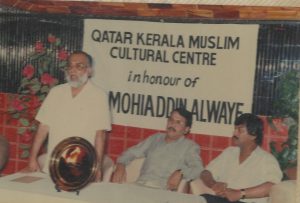 QATAR KERALA MUSLIM
CULTURAL CENTRE
in honour of
MOHIADDIN ALWAYE